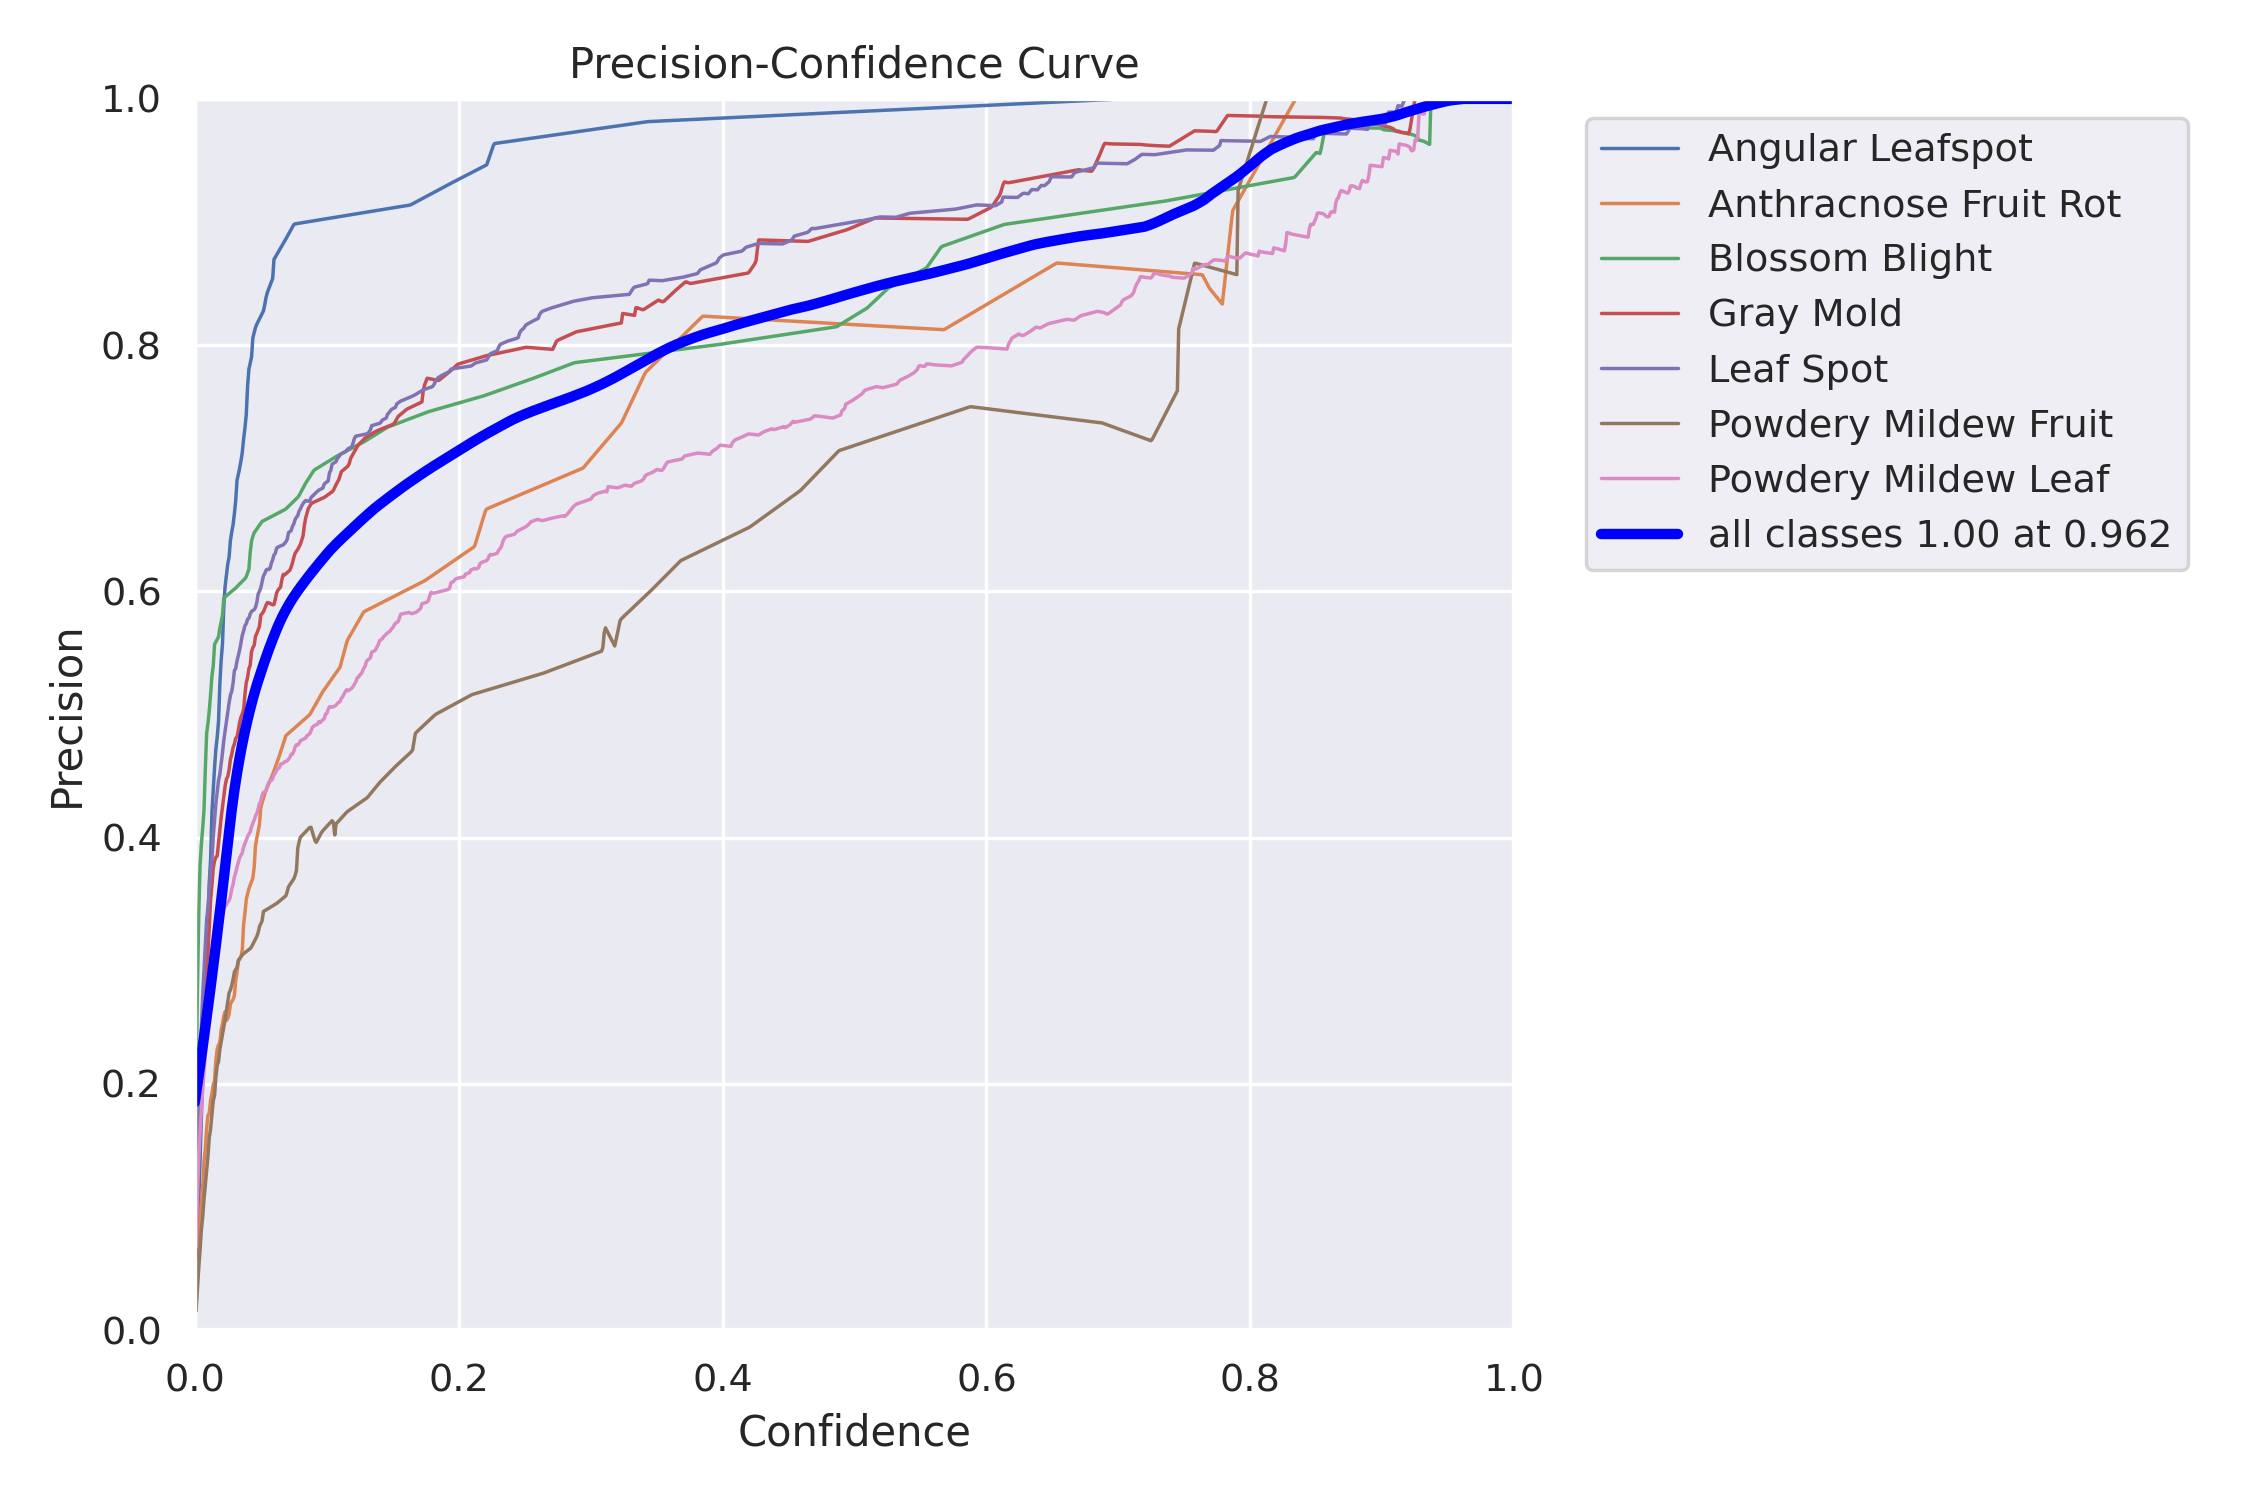 Precision-Confidence Curve
1.0
0.8
0.6
0.4
0.2
0.0
Precision
0.0 0.2 0.4 0.6 0.8 1.0
Confidence
Angular Leafspot
Anthracnose Fruit Rot
Blossom Blight
Gray Mold
Leaf Spot
Powdery Mildew Fruit
Powdery Mildew Leaf
all classes 1.00 at 0.962